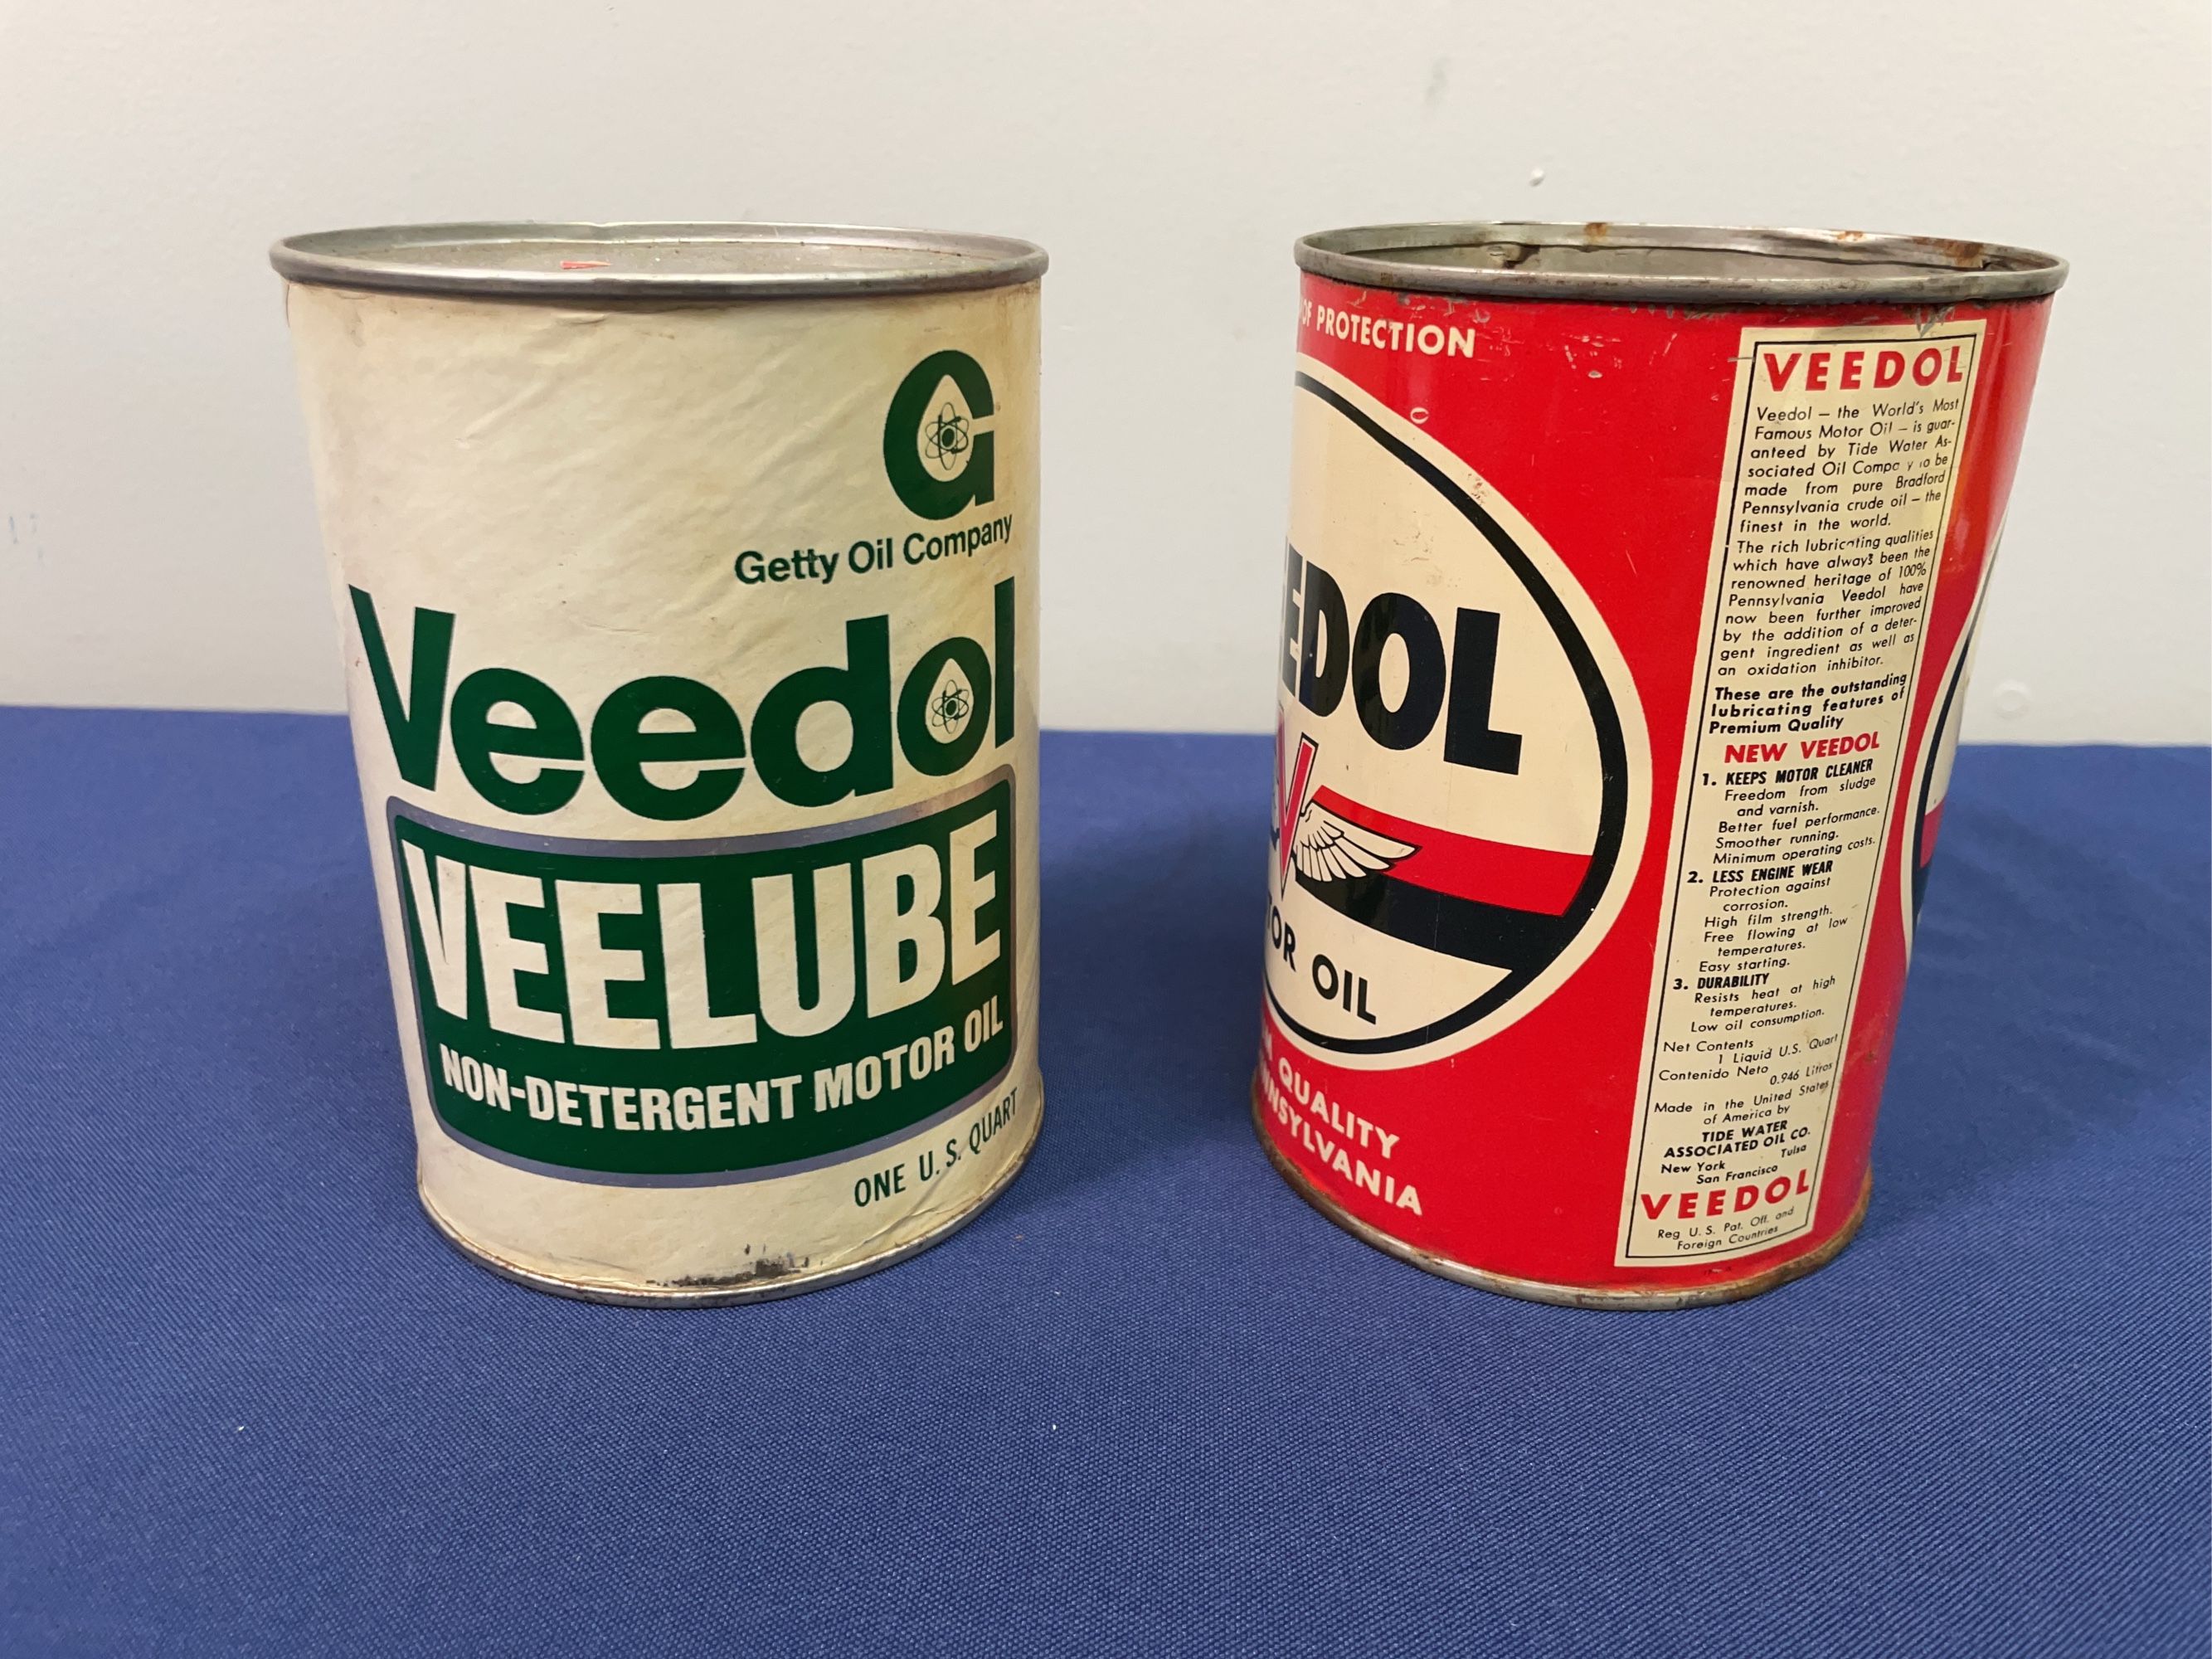 Getty Oil Company
Veedol
VEELUBE
NON-DETERGENT MOTOR OIL
ONE U.S. QUART
OF PROTECTION
EDOL
V
OR OIL
QUALITY
NNSYLVANIA
VEEDOL
Veedol – the World's Most
Famous Motor Oil – is guar-
anteed by Tide Water As-
sociated Oil Compa y to be
made from pure Bradford
Pennsylvania crude oil – the
finest in the world.
The rich lubricating qualities
which have always been the
renowned heritage of 100%
Pennsylvania Veedol have
now been further improved
by the addition of a deter-
gent ingredient as well as
an oxidation inhibitor.
These are the outstanding
lubricating features of
Premium Quality
NEW VEEDOL
1. KEEPS MOTOR CLEANER
Freedom from sludge
and varnish.
Better fuel performance.
Smoother running.
Minimum operating costs.
2. LESS ENGINE WEAR
Protection against
corrosion.
High film strength.
Free flowing at low
temperatures.
Easy starting.
3. DURABILITY
Resists heat at high
temperatures.
Low oil consumption.
Net Contents
1 Liquid U.S. Quart
Contenido Neto
0.946 Litros
Made in the United States
of America by
TIDE WATER
ASSOCIATED OIL CO.
New York Tulsa
San Francisco
VEEDOL
Reg U.S. Pat. Off. and
Foreign Countries